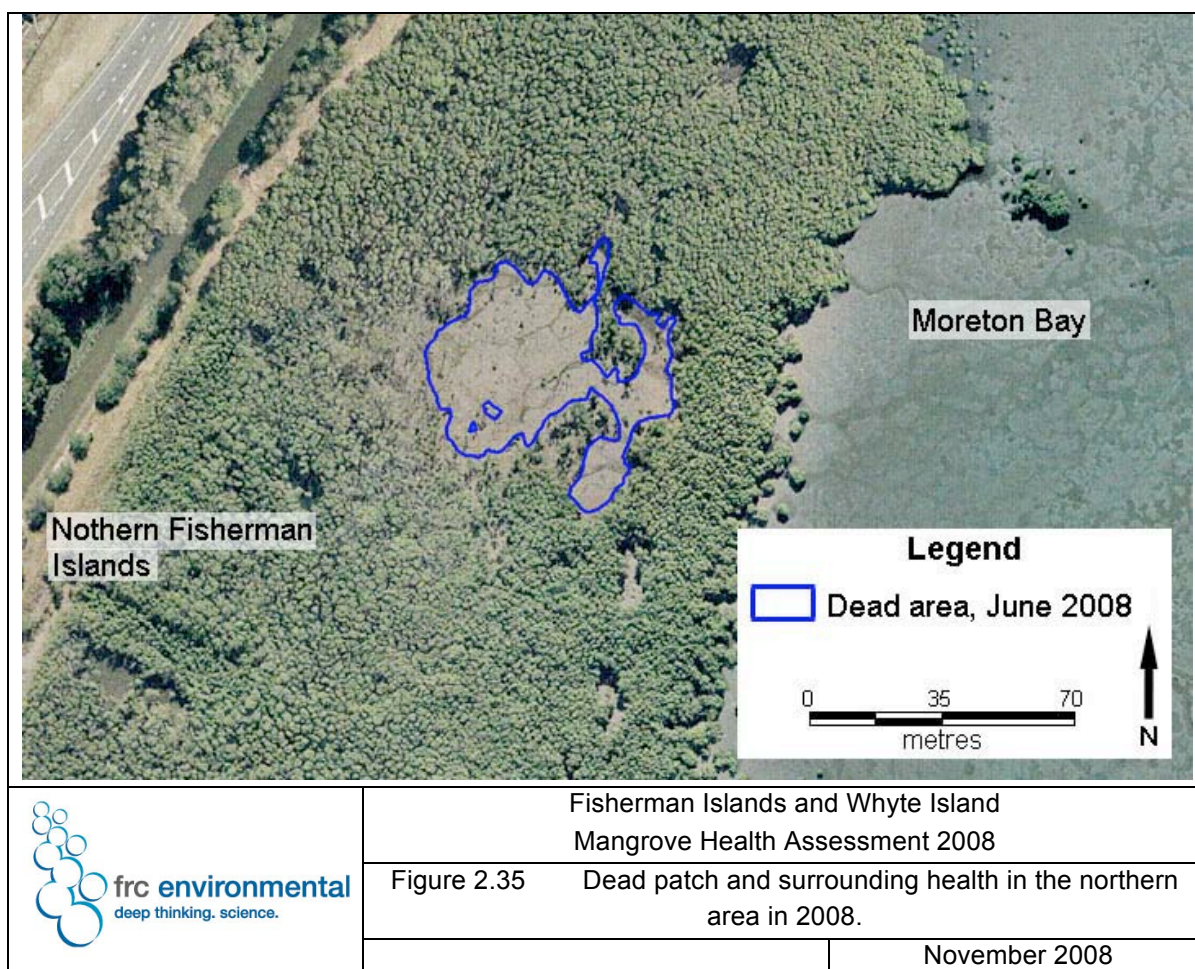 Moreton Bay
Nothern Fisherman
Islands
Legend
Dead area, June 2008
0 35 70
metres
N
frc environmental
deep thinking. science.
Fisherman Islands and Whyte Island
Mangrove Health Assessment 2008
Figure 2.35 Dead patch and surrounding health in the northern
area in 2008.
November 2008